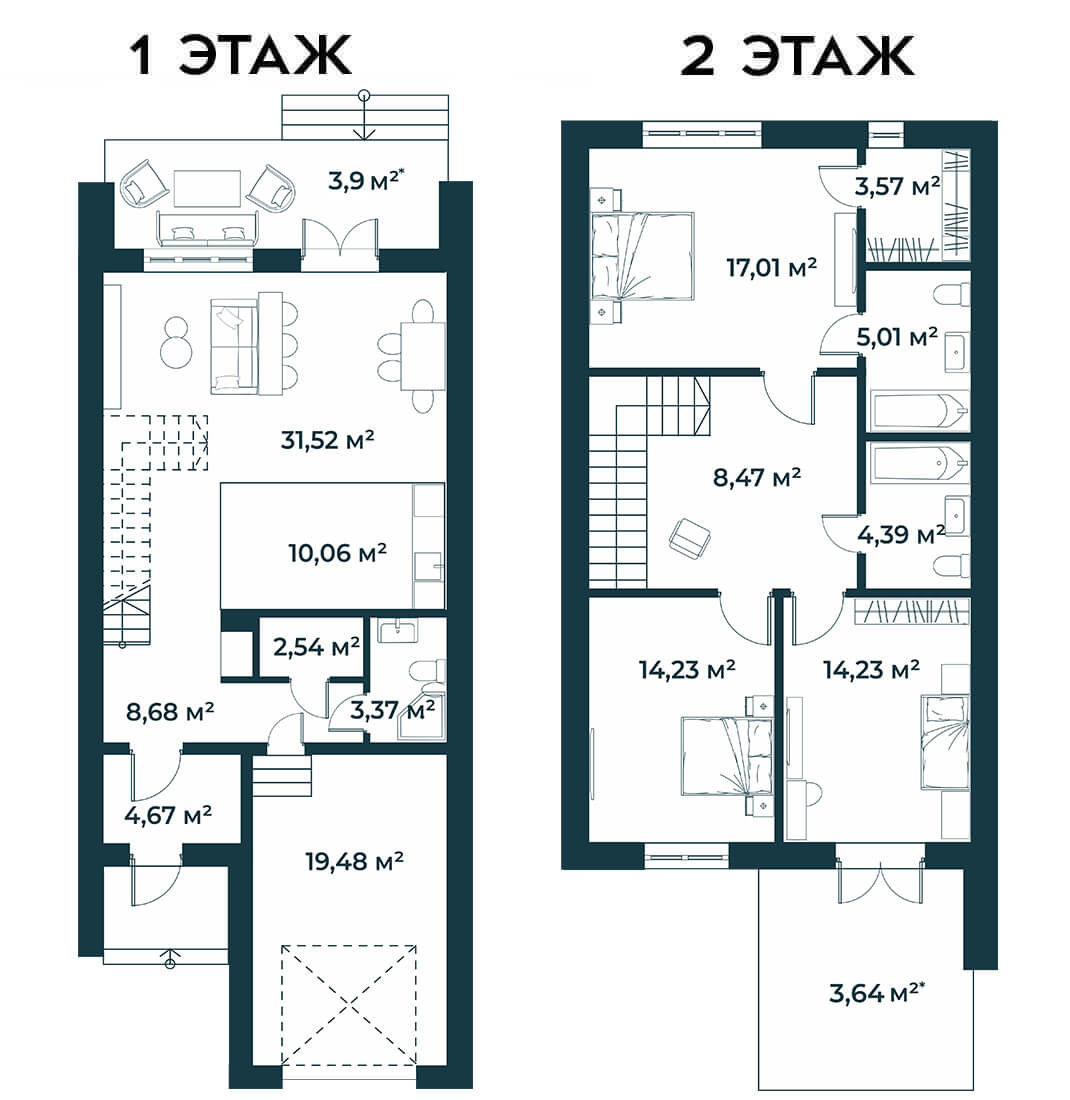 1 ЭТАЖ
3,9 м²*
31,52 м²
10,06 м²
2,54 м²
3,37 м²
8,68 м²
4,67 м²
19,48 м²
2 ЭТАЖ
3,57 м²
17,01 м²
5,01 м²
8,47 м²
4,39 м²
14,23 м²
14,23 м²
3,64 м²*